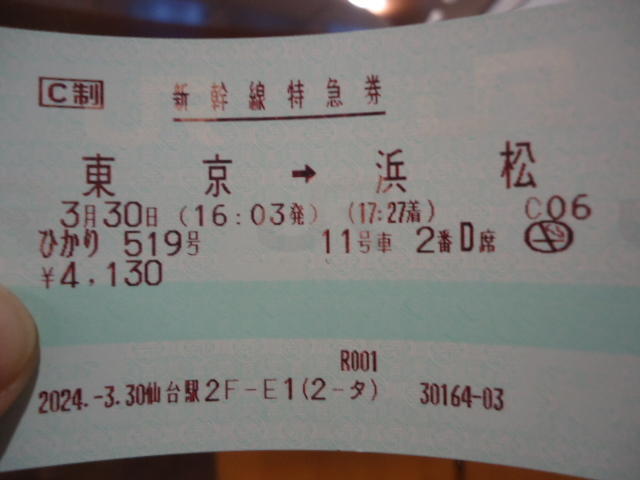 C制
新幹線特急券
東京→浜松
3月30日（16:03発）（17:27着） C06
ひかり 519号 11号車 2番D席
¥4,130
R001
2024.-3.30仙台駅2F-E1(2-タ) 30164-03